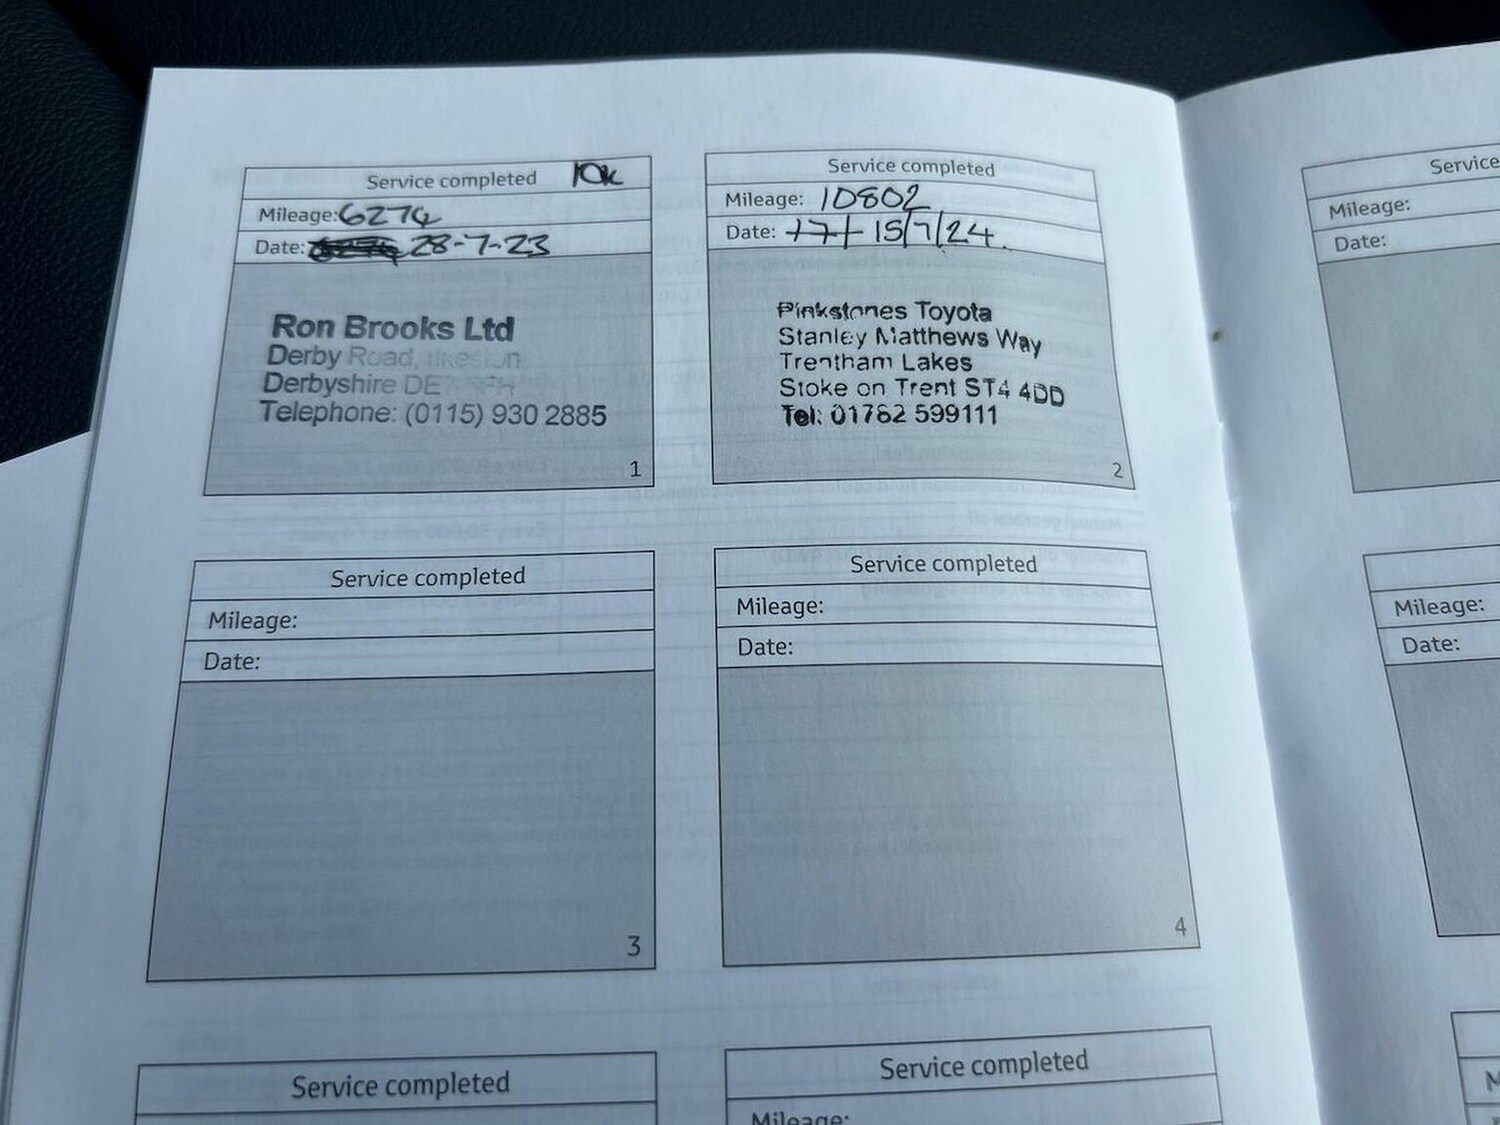 Service completed 10k
Mileage: 6274
Date: 28-7-23
Ron Brooks Ltd
Derby Road, Ilkeston
Derbyshire DE7
Telephone: (0115) 930 2885
1
Service completed
Mileage: 10802
Date: 15/7/24
Pinkstones Toyota
Stanley Matthews Way
Trentham Lakes
Stoke on Trent ST4 4DD
Tel: 01782 599111
2
Service
Mileage:
Date:
Service completed
Mileage:
Date:
3
Service completed
Mileage:
Date:
4
Mileage:
Date:
Service completed
Service completed
Mileage: